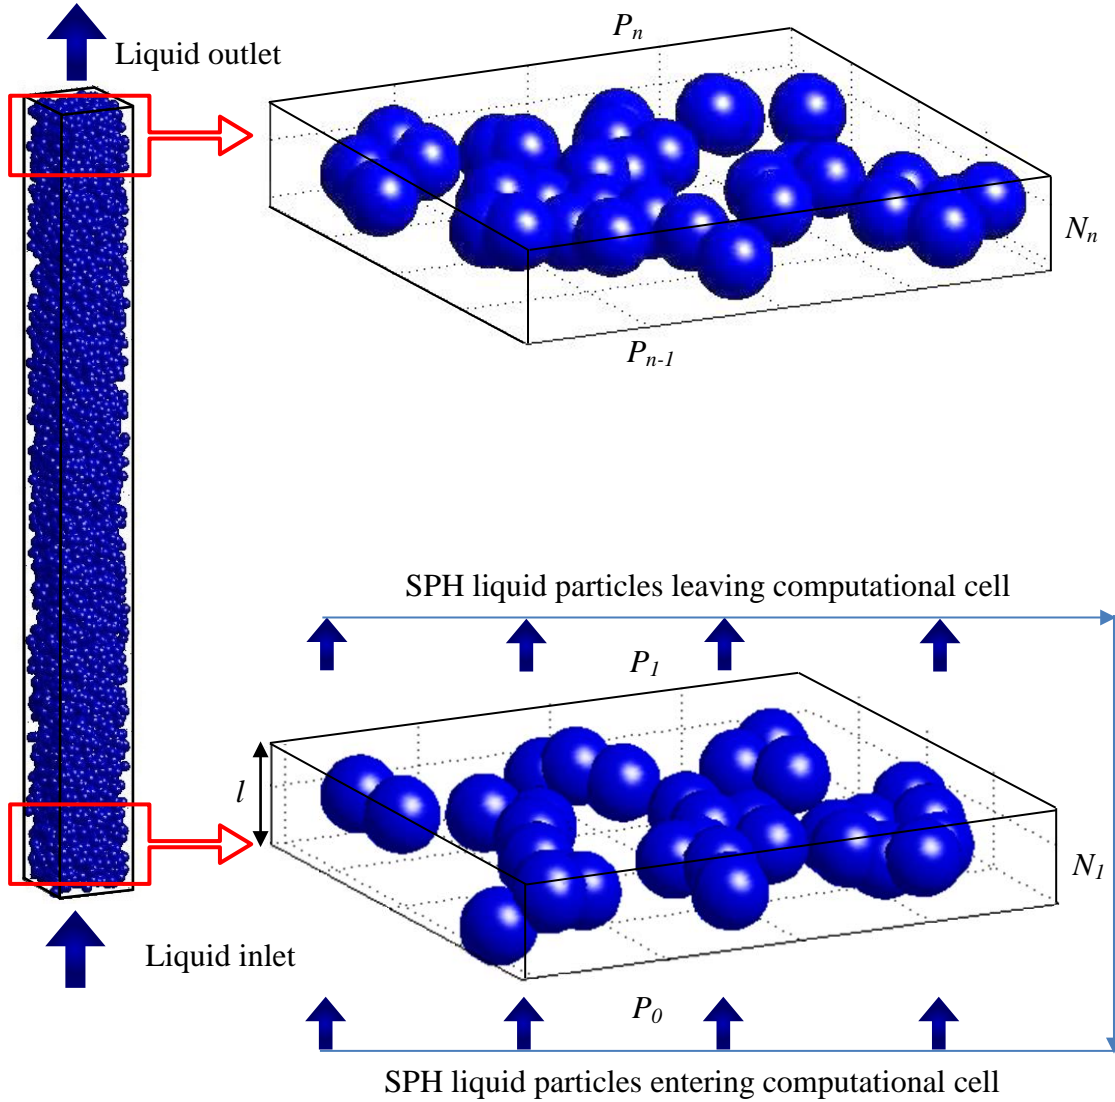 Liquid outlet
Pn
Nn
Pn-1
SPH liquid particles leaving computational cell
P1
l
N1
Liquid inlet
P0
SPH liquid particles entering computational cell